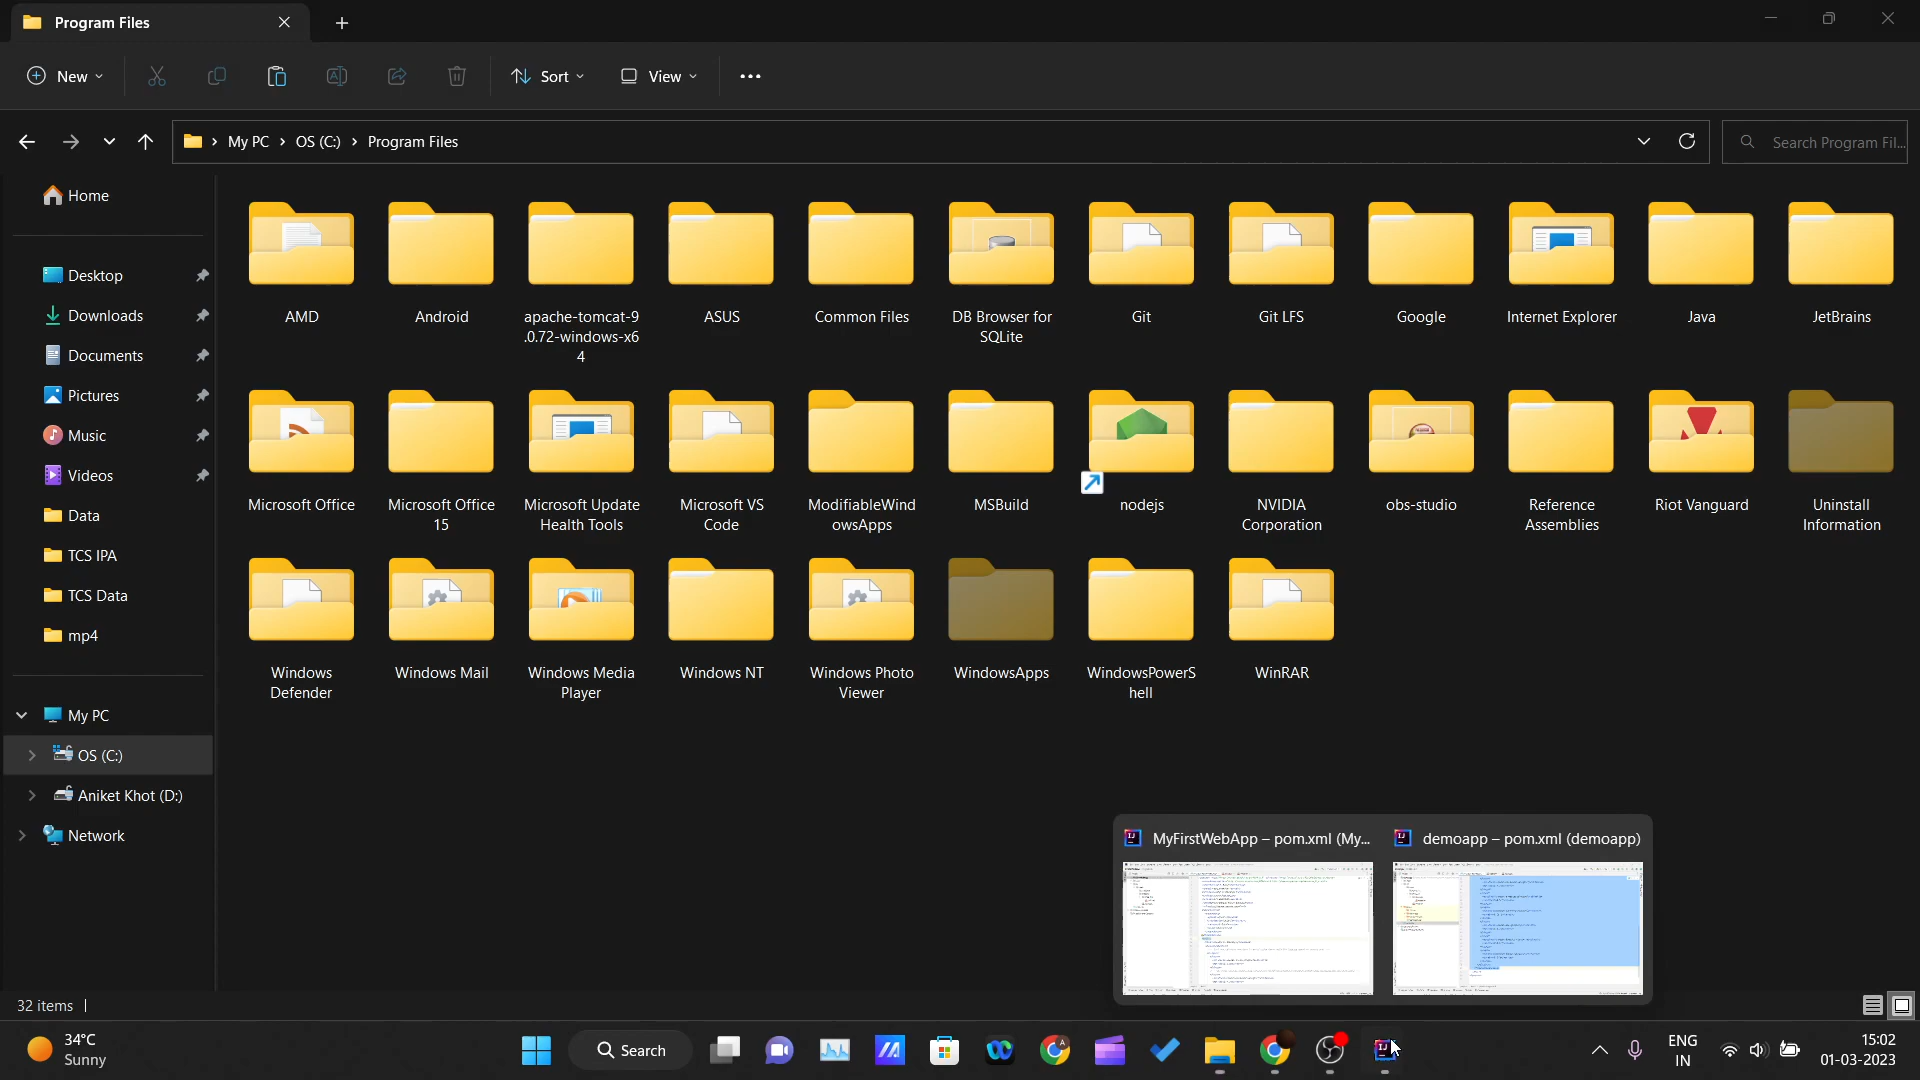 Program Files
New
Sort
View
My PC
OS (C:)
Program Files
Search Program Fil...
Home
Desktop
Downloads
Documents
Pictures
Music
Videos
Data
TCS IPA
TCS Data
mp4
My PC
OS (C:)
Aniket Khot (D:)
Network
AMD
Android
apache-tomcat-9
.0.72-windows-x6
4
ASUS
Common Files
DB Browser for
SQLite
Git
Git LFS
Google
Internet Explorer
Java
JetBrains
Microsoft Office
Microsoft Office
15
Microsoft Update
Health Tools
Microsoft VS
Code
ModifiableWind
owsApps
MSBuild
nodejs
NVIDIA
Corporation
obs-studio
Reference
Assemblies
Riot Vanguard
Uninstall
Information
Windows
Defender
Windows Mail
Windows Media
Player
Windows NT
Windows Photo
Viewer
WindowsApps
WindowsPowerS
hell
WinRAR
MyFirstWebApp – pom.xml (My...
demoapp – pom.xml (demoapp)
32 items
34°C
Sunny
Search
ENG
IN
15:02
01-03-2023